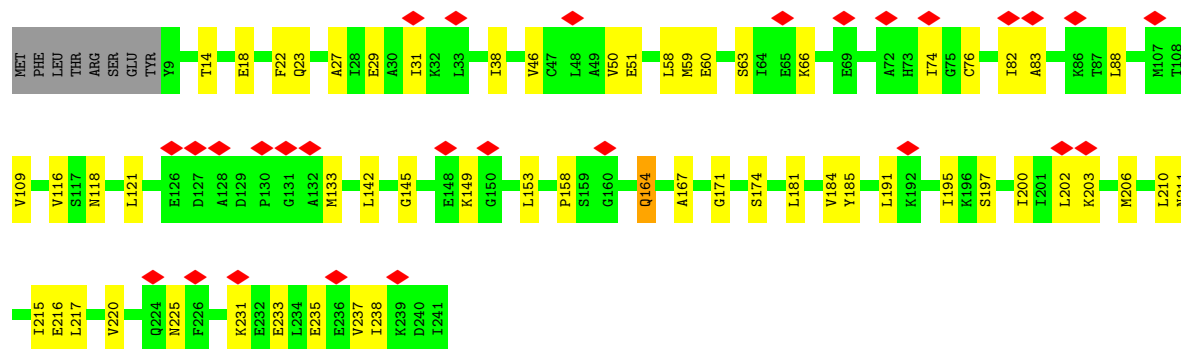 MET PHE LEU THR ARG SER GLU TYR Y9 T14 E18 F22 Q23 A27 I28 E29 A30 I31 K32 L33 I38 V46 C47 L48 A49 V50 E51 L58 M59 E60 S63 I64 E65 K66 E69 A72 H73 I74 G75 C76 I82 A83 K86 T87 L88 M107 T108
V109 V116 S117 N118 L121 E126 D127 A128 D129 P130 G131 A132 M133 L142 G145 E148 K149 G150 L153 P158 S159 G160 Q164 A167 G171 S174 L181 V184 Y185 L191 K192 I195 K196 S197 I200 I201 L202 K203 M206 L210 N211
I215 E216 L217 V220 Q224 N225 F226 K231 E232 E233 L234 E235 E236 V237 I238 K239 D240 I241